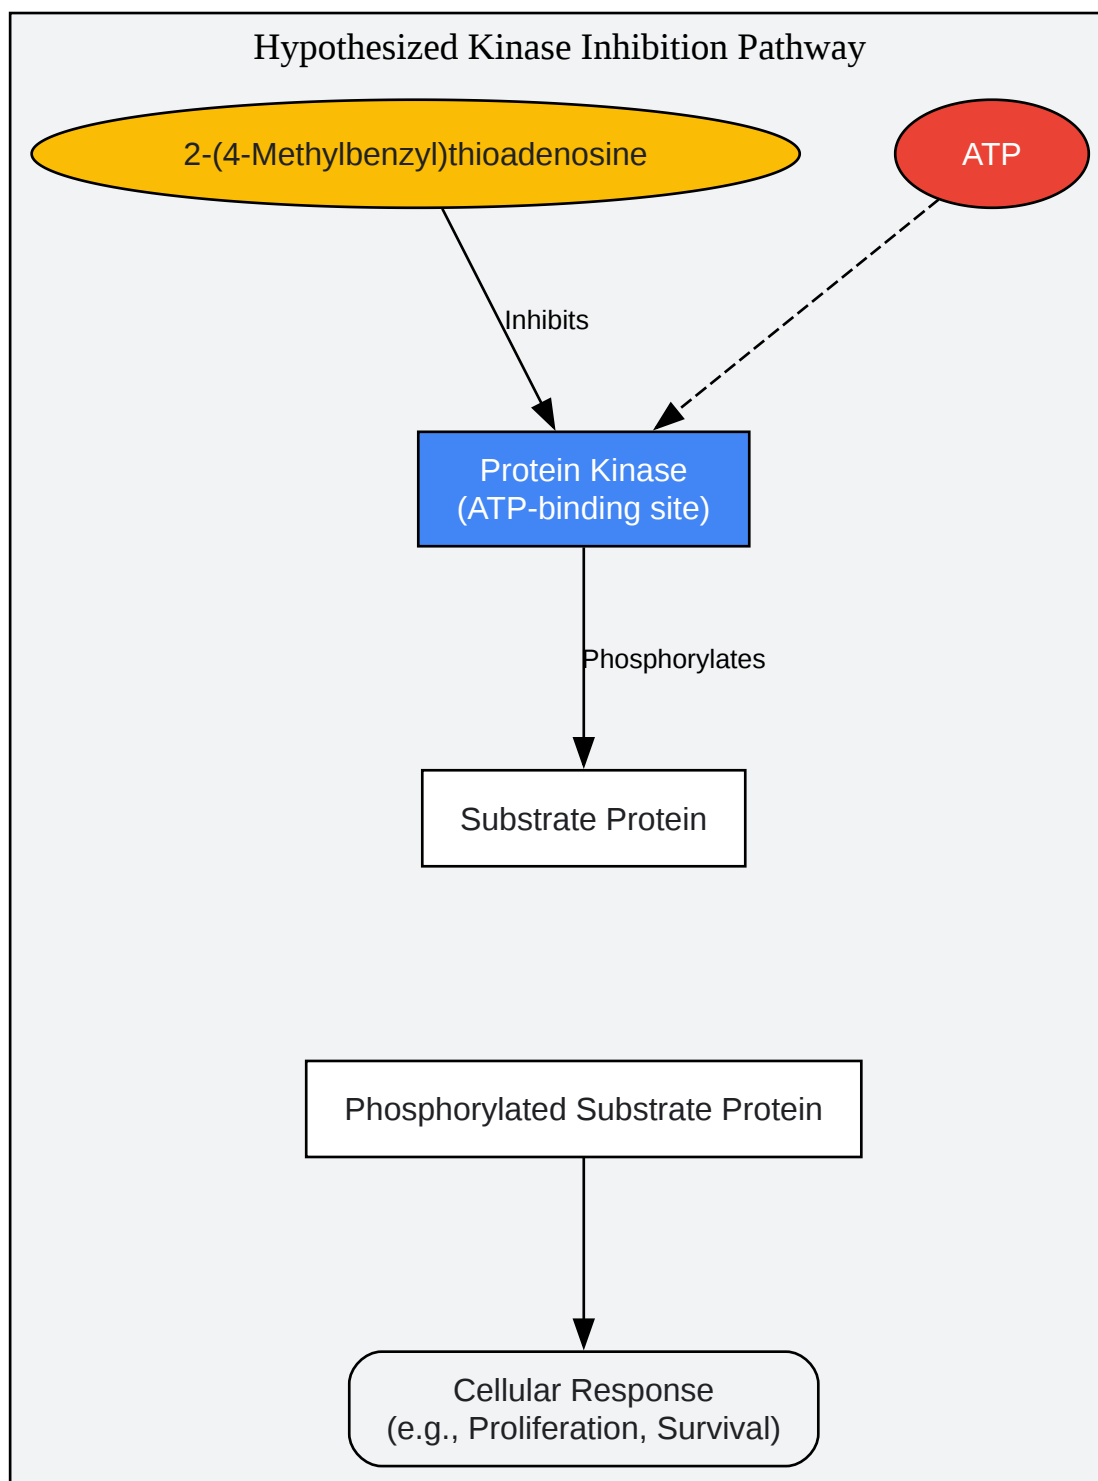 Hypothesized Kinase Inhibition Pathway
2-(4-Methylbenzyl)thioadenosine
ATP
Inhibits
Protein Kinase
(ATP-binding site)
Phosphorylates
Substrate Protein
Phosphorylated Substrate Protein
Cellular Response
(e.g., Proliferation, Survival)